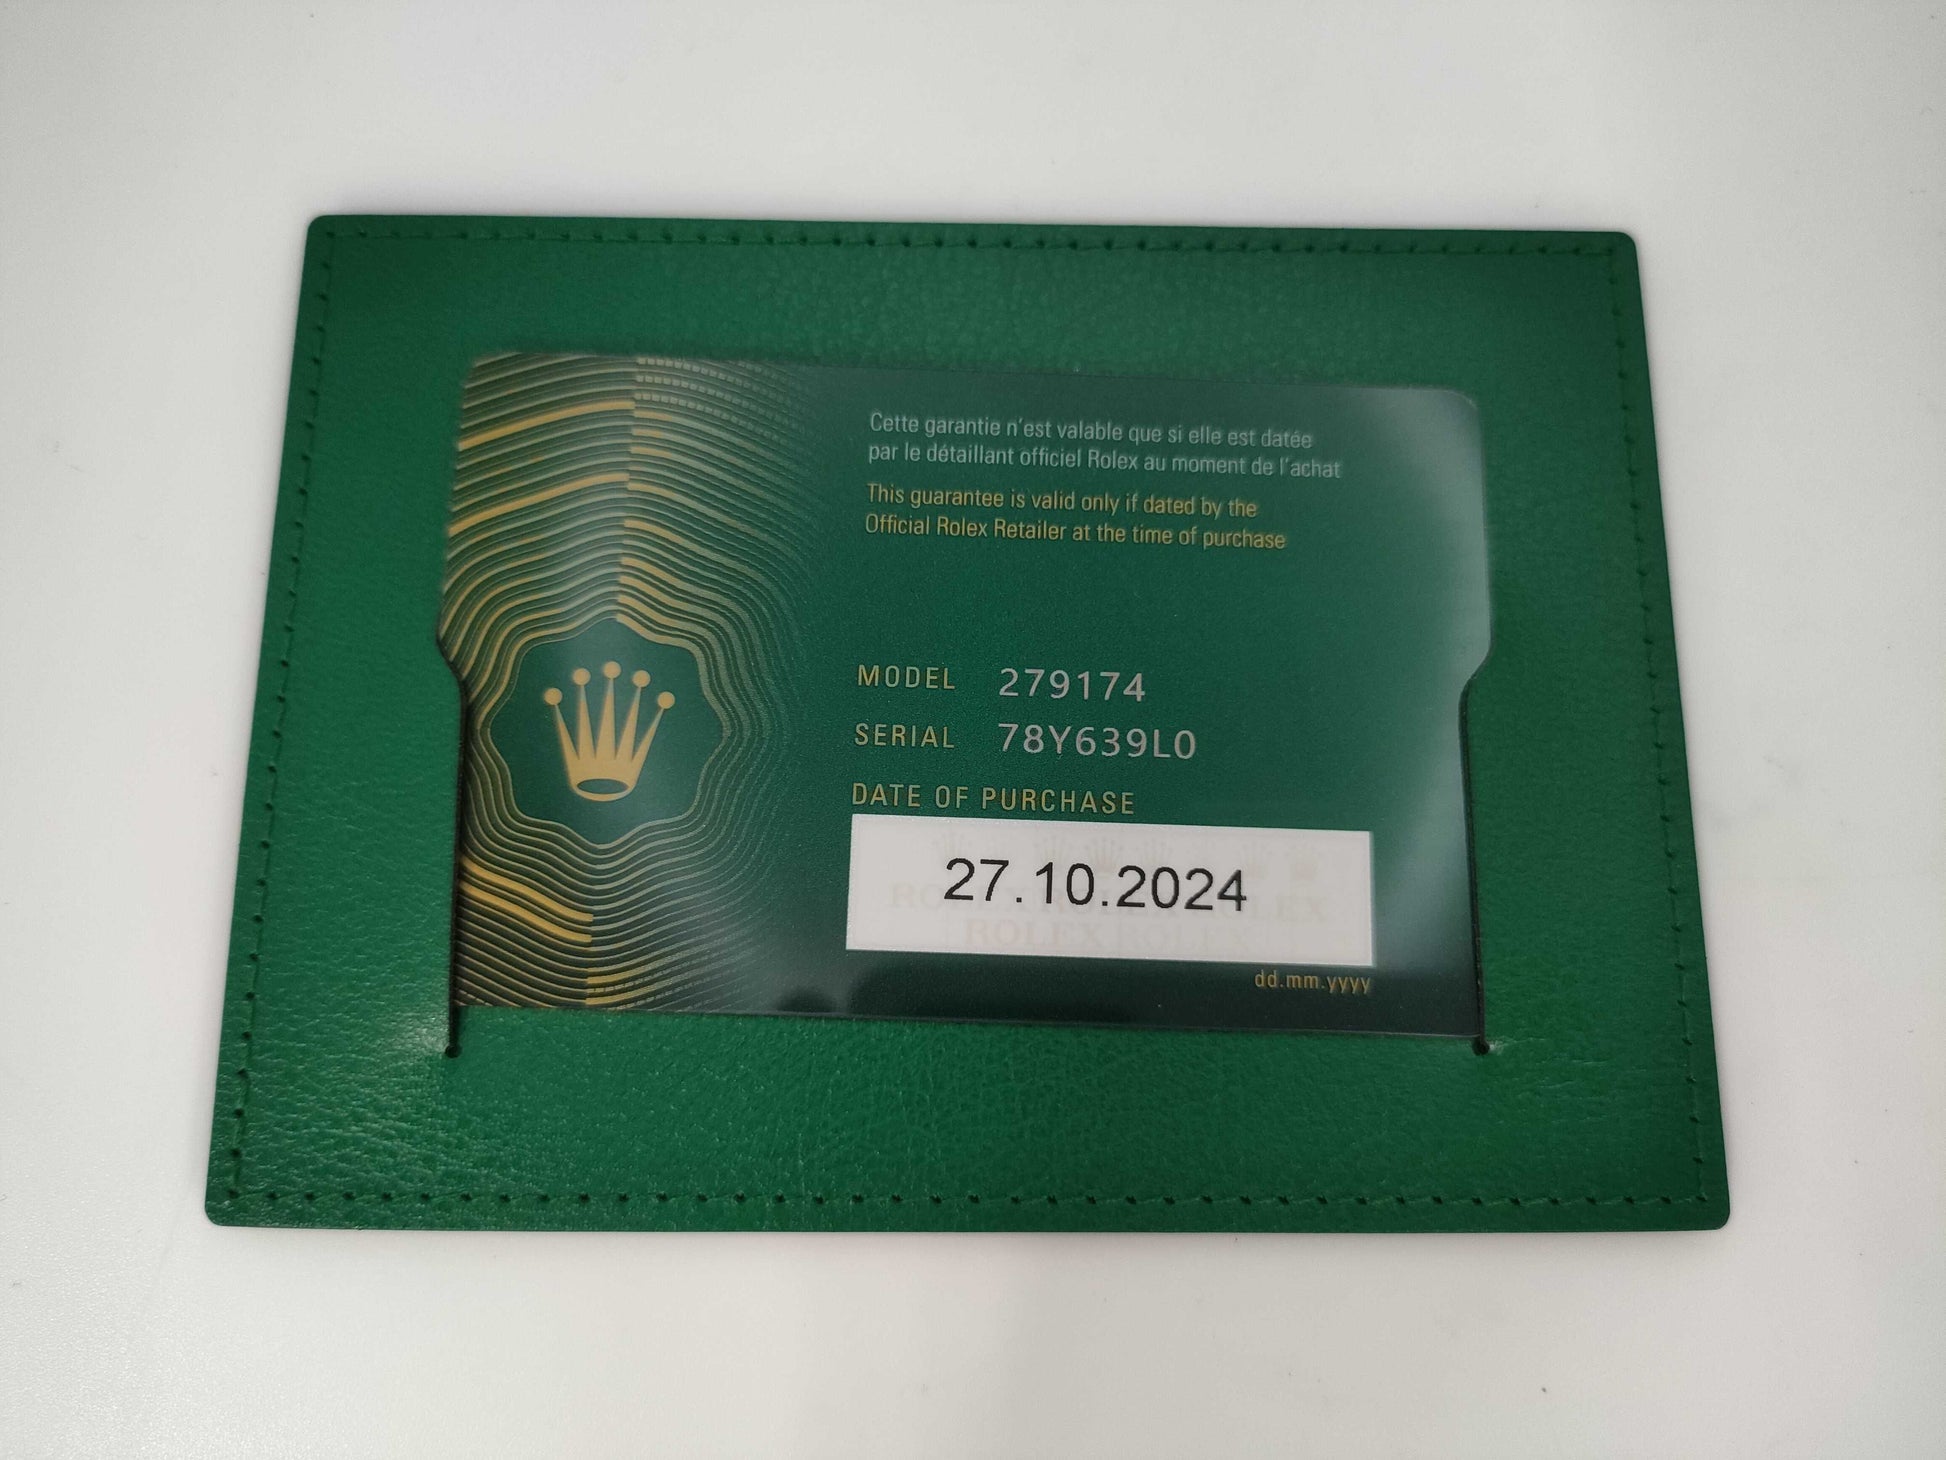 Cette garantie n'est valable que si elle est datée
par le détaillant officiel Rolex au moment de l'achat
This guarantee is valid only if dated by the
Official Rolex Retailer at the time of purchase
MODEL 279174
SERIAL 78Y639L0
DATE OF PURCHASE
27.10.2024
ROLEX ROLEX
dd.mm.yyyy